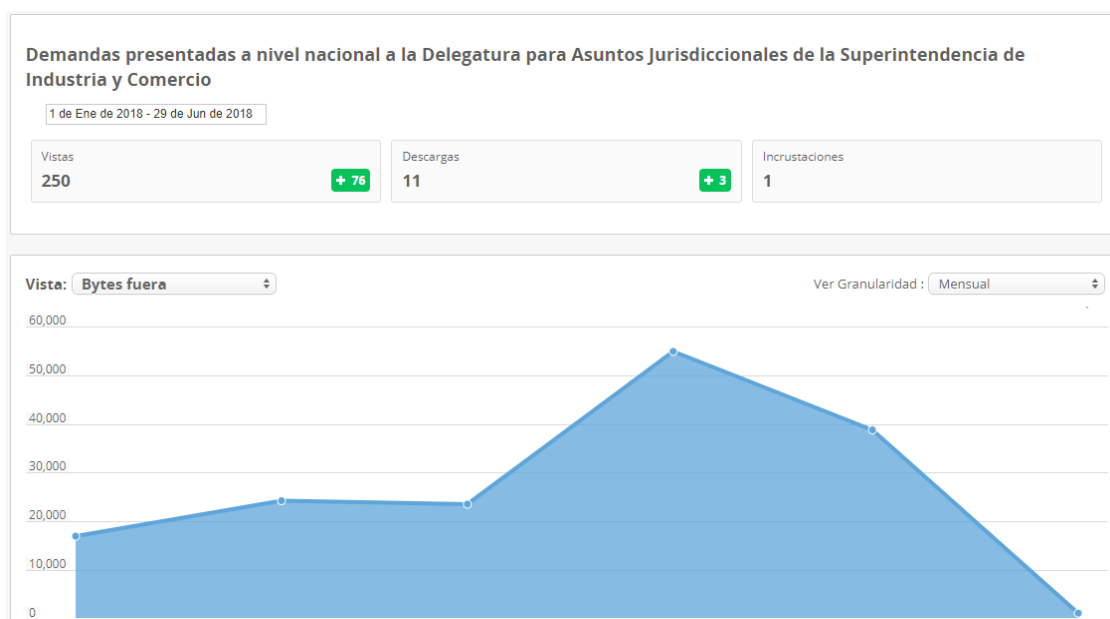 Demandas presentadas a nivel nacional a la Delegatura para Asuntos Jurisdiccionales de la Superintendencia de
Industria y Comercio
1 de Ene de 2018 - 29 de Jun de 2018
Vistas
250
+ 76
Descargas
11
+ 3
Incrustaciones
1
Vista: Bytes fuera
Ver Granularidad : Mensual
60,000
50,000
40,000
30,000
20,000
10,000
0